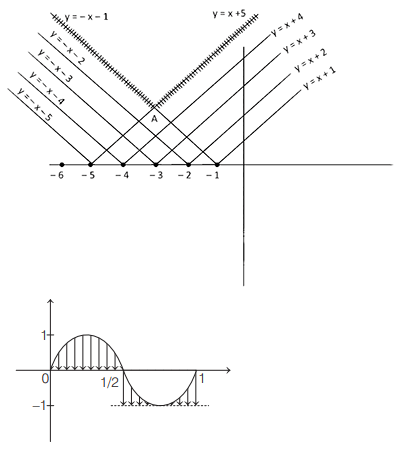 y = – x – 1
y = x +5
y = – x – 2
y = x + 4
y = – x – 3
y = x + 3
y = – x – 4
y = x + 2
y = – x – 5
y = x + 1
A
– 6 – 5 – 4 – 3 – 2 – 1
1
0 1/2 1
–1